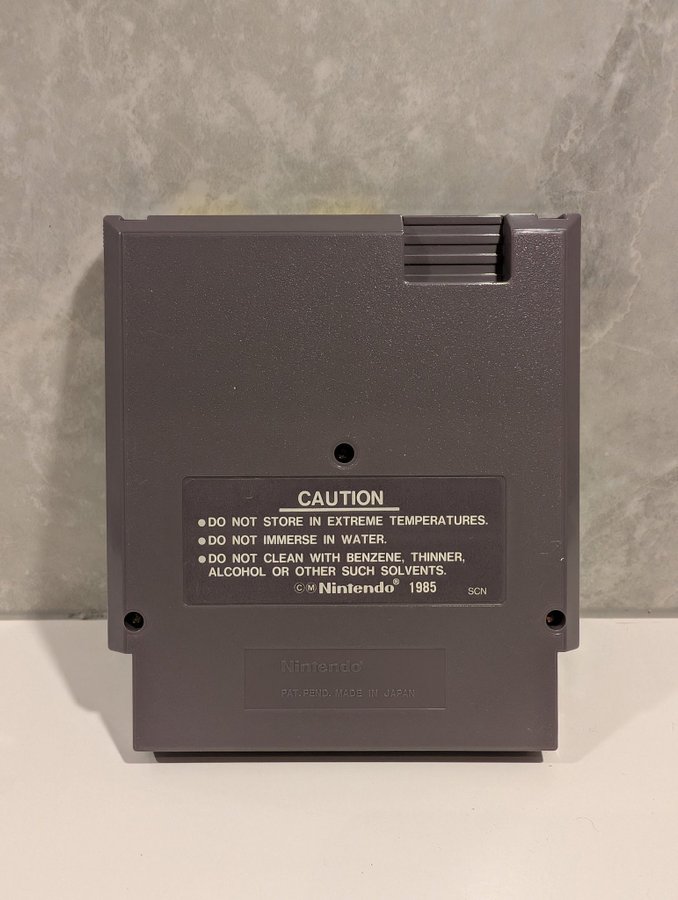 CAUTION
●DO NOT STORE IN EXTREME TEMPERATURES.
●DO NOT IMMERSE IN WATER.
●DO NOT CLEAN WITH BENZENE, THINNER,
ALCOHOL OR OTHER SUCH SOLVENTS.
ⒸⓂNintendo® 1985 SCN
Nintendo®
PAT. PEND. MADE IN JAPAN